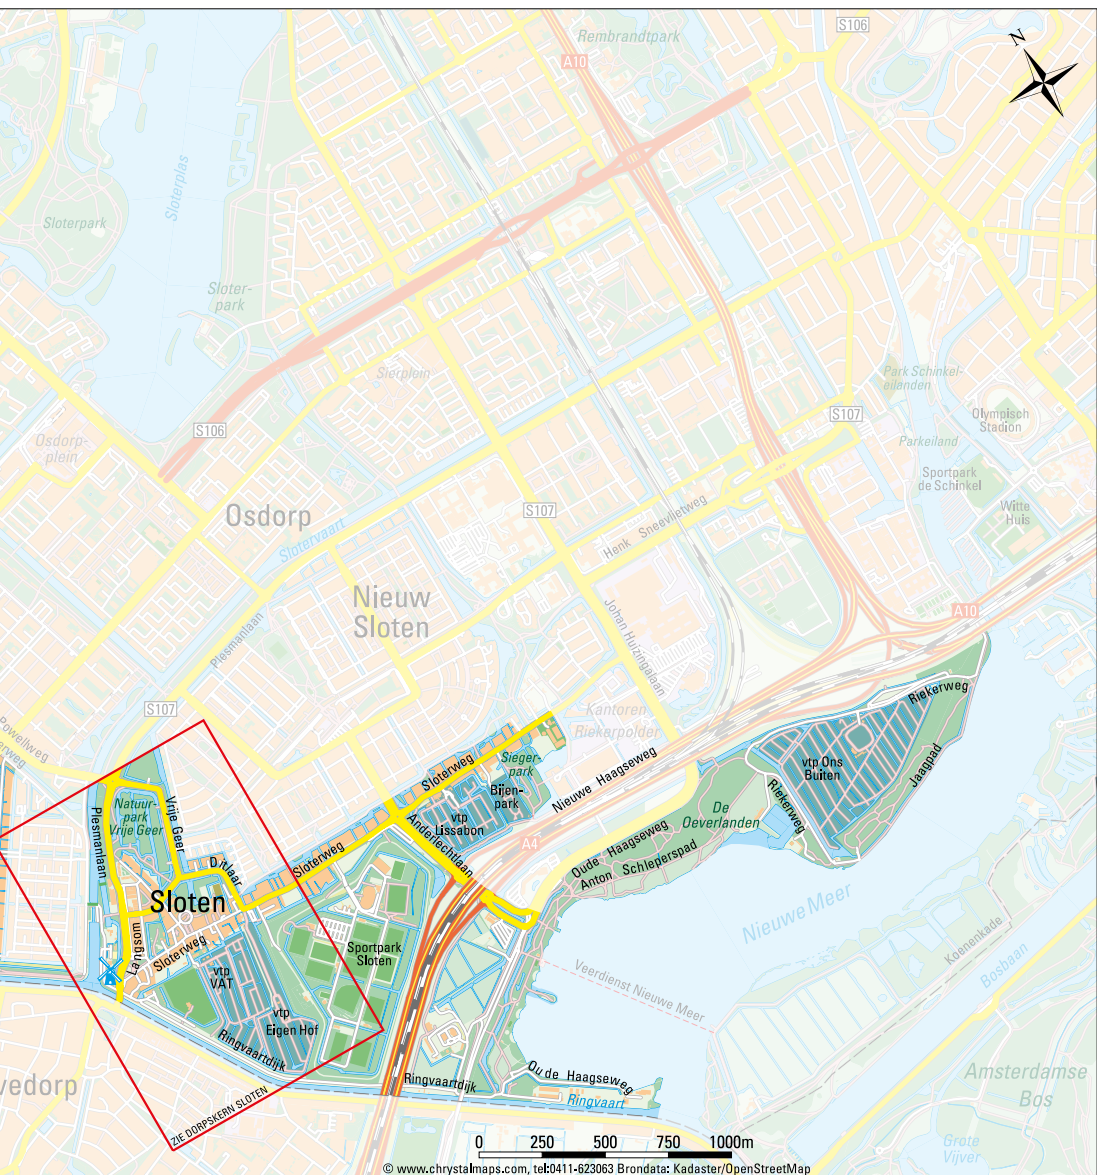 Rembrandtpark
S106
N
A10
Sloterplas
Sloterpark
Sloter-
park
Sierplein
Park Schinkel-
eilanden
S107
Olympisch
Stadion
S106
Osdorp-
plein
Parkeiland
Sportpark
de Schinkel
Witte
Huis
Osdorp
S107
Slotervaart
Henk Sneevlietweg
Nieuw
Sloten
Johan Huizingalaan
A10
Plesmanlaan
S107
Riekerweg
Kantoren
Riekerpolder
Powellweg
erweg
Sloterweg
Sieger-
park
Nieuwe Haagseweg
vtp Ons
Buiten
Jaagpad
Bijen-
park
Riekerweg
Plesmanlaan
Natuur-
park
Vrije Geer
Vrije Geer
vtp
Lissabon
De
Oeverlanden
Anderlechtlaan
A4
Sloterweg
Oude Haagseweg
Anton Schleperspad
Ditlaar
Sloten
Nieuwe Meer
Langsom
Sloterweg
Sportpark
Sloten
Koenenkade
Bosbaan
vtp
VAT
Veerdienst Nieuwe Meer
vtp
Eigen Hof
Ringvaartdijk
Oude Haagseweg
Ringvaartdijk
Ringvaart
vedorp
Amsterdamse
Bos
ZIE DORPSKERN SLOTEN
Grote
Vijver
0 250 500 750 1000m
© www.chrystalmaps.com, tel:0411-623063 Brondata: Kadaster/OpenStreetMap